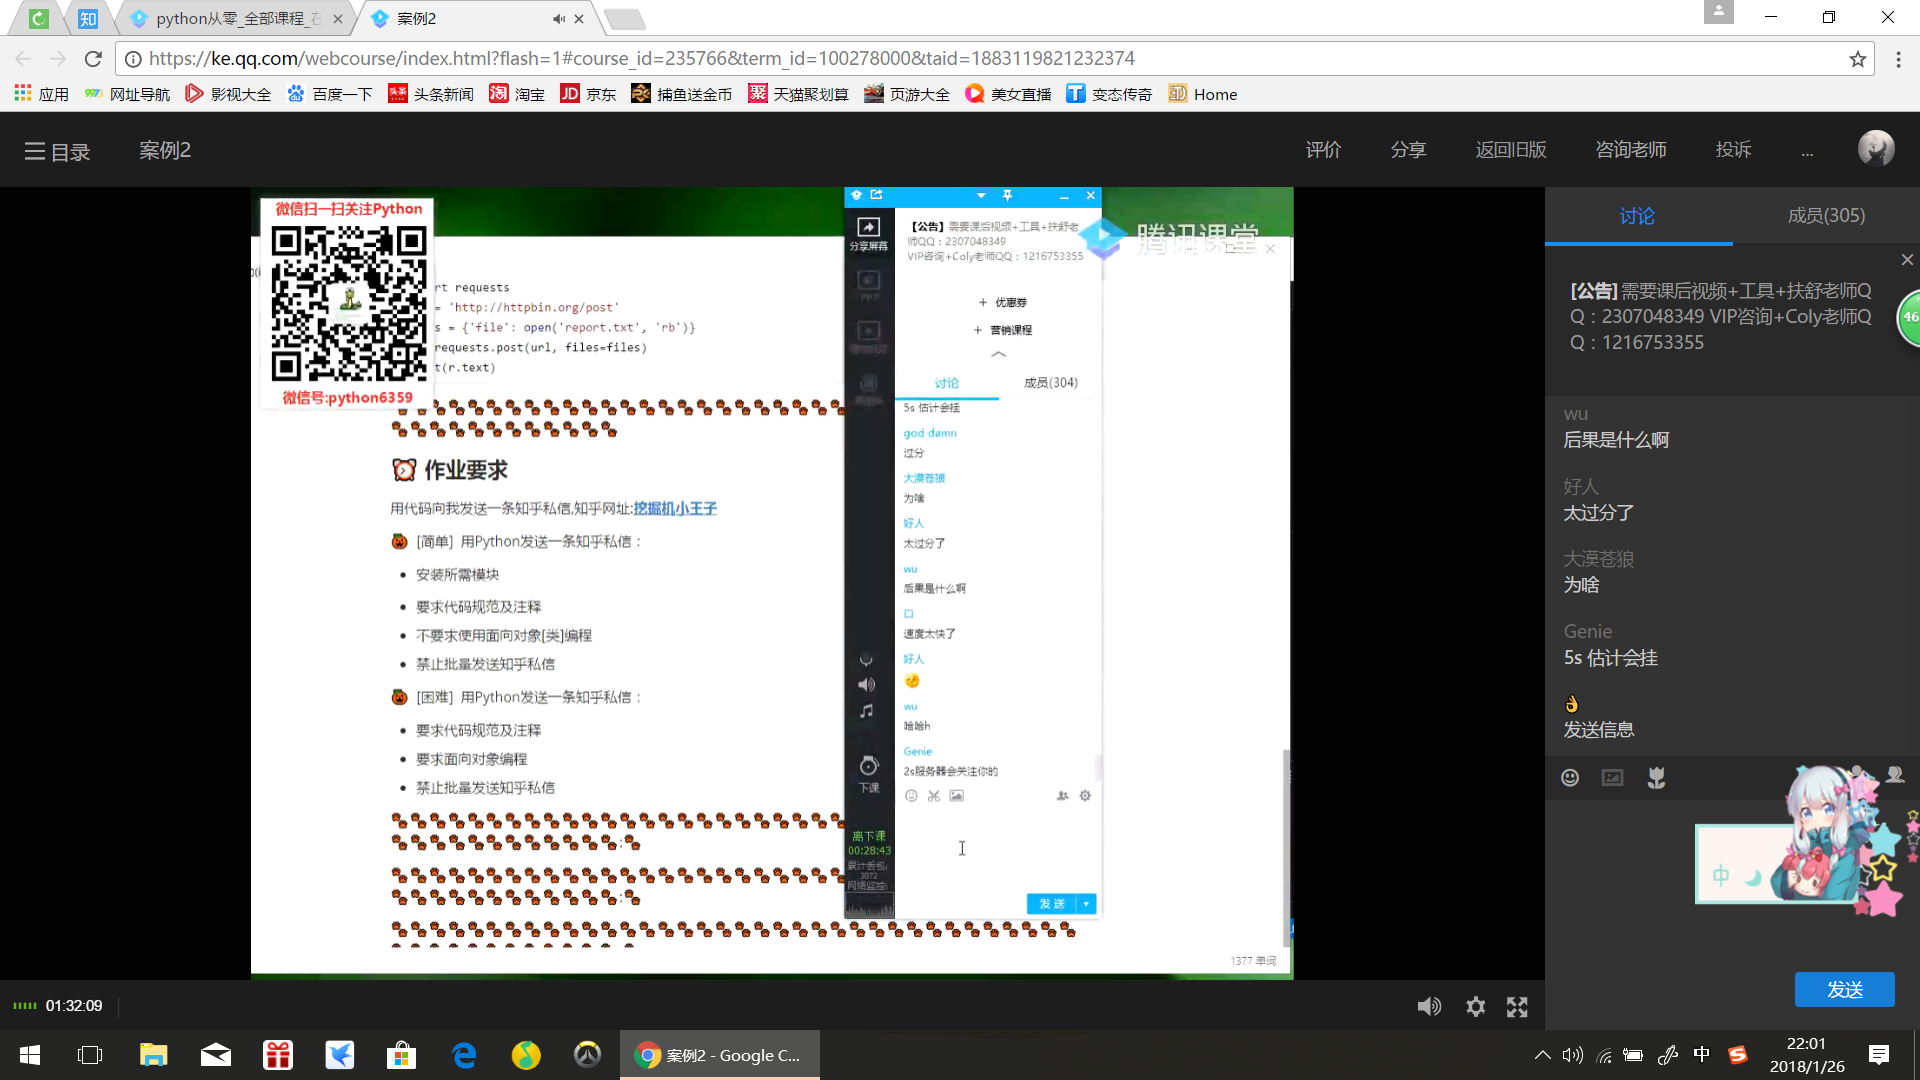 python从零_全部课程_在
案例2
https://ke.qq.com/webcourse/index.html?flash=1#course_id=235766&term_id=100278000&taid=1883119821232374
应用
网址导航
影视大全
百度一下
头条新闻
淘宝
京东
捕鱼送金币
天猫聚划算
页游大全
美女直播
变态传奇
Home
目录
案例2
评价
分享
返回旧版
咨询老师
投诉
...
微信扫一扫关注Python
微信号:python6359
rt requests
= 'http://httpbin.org/post'
s = {'file': open('report.txt', 'rb')}
requests.post(url, files=files)
t(r.text)
作业要求
用代码向我发送一条知乎私信,知乎网址:挖掘机小王子
[简单] 用Python发送一条知乎私信：
安装所需模块
要求代码规范及注释
不要求使用面向对象[类]编程
禁止批量发送知乎私信
[困难] 用Python发送一条知乎私信：
要求代码规范及注释
要求面向对象编程
禁止批量发送知乎私信
1377 单词
分享屏幕
下课
离下课
00:28:43
累计丢包:
3072
网络监控:
【公告】需要课后视频+工具+扶舒老
师QQ：2307048349
VIP咨询+Coly老师QQ：1216753355
+ 优惠券
+ 营销课程
讨论
成员(304)
5s 估计会挂
god damn
过分
大漠苍狼
为啥
好人
太过分了
wu
后果是什么啊
口
速度太快了
好人
wu
哈哈h
Genie
2s服务器会关注你的
发送
腾讯课堂
讨论
成员(305)
[公告]需要课后视频+工具+扶舒老师Q
Q：2307048349 VIP咨询+Coly老师Q
Q：1216753355
46
wu
后果是什么啊
好人
太过分了
大漠苍狼
为啥
Genie
5s 估计会挂
👌
发送信息
中
发送
01:32:09
案例2 - Google C...
中
22:01
2018/1/26